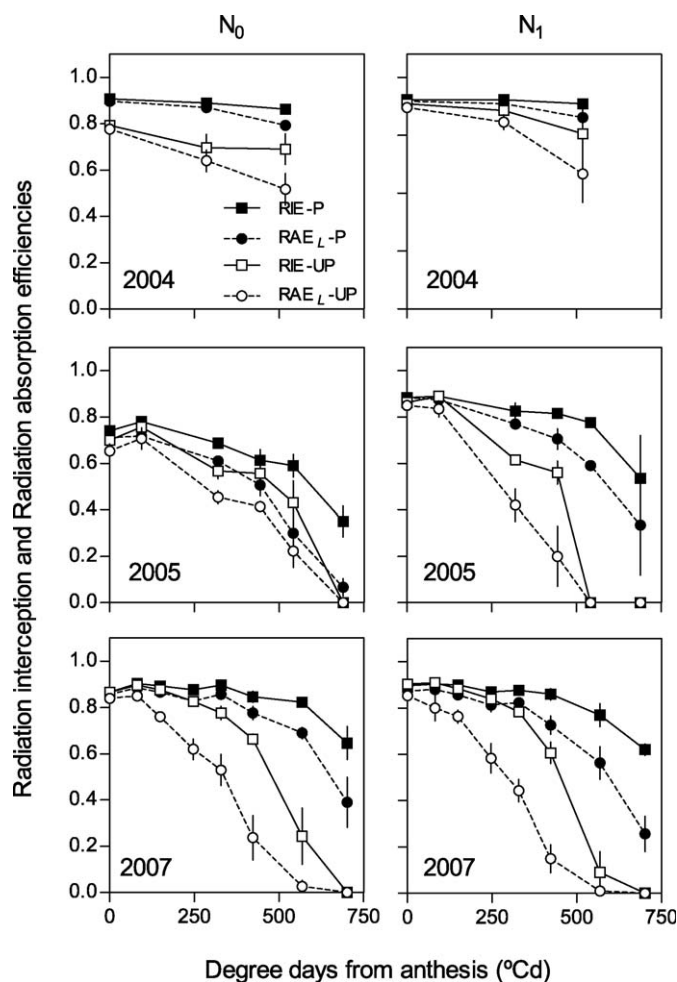 N₀ N₁
Radiation interception and Radiation absorption efficiencies
1.0
0.8
0.6
0.4
0.2
0.0
RIE-P
RAE_L-P
RIE-UP
RAE_L-UP
2004 2004
1.0
0.8
0.6
0.4
0.2
0.0
2005 2005
1.0
0.8
0.6
0.4
0.2
0.0
2007 2007
0 250 500 750 0 250 500 750
Degree days from anthesis (ºCd)